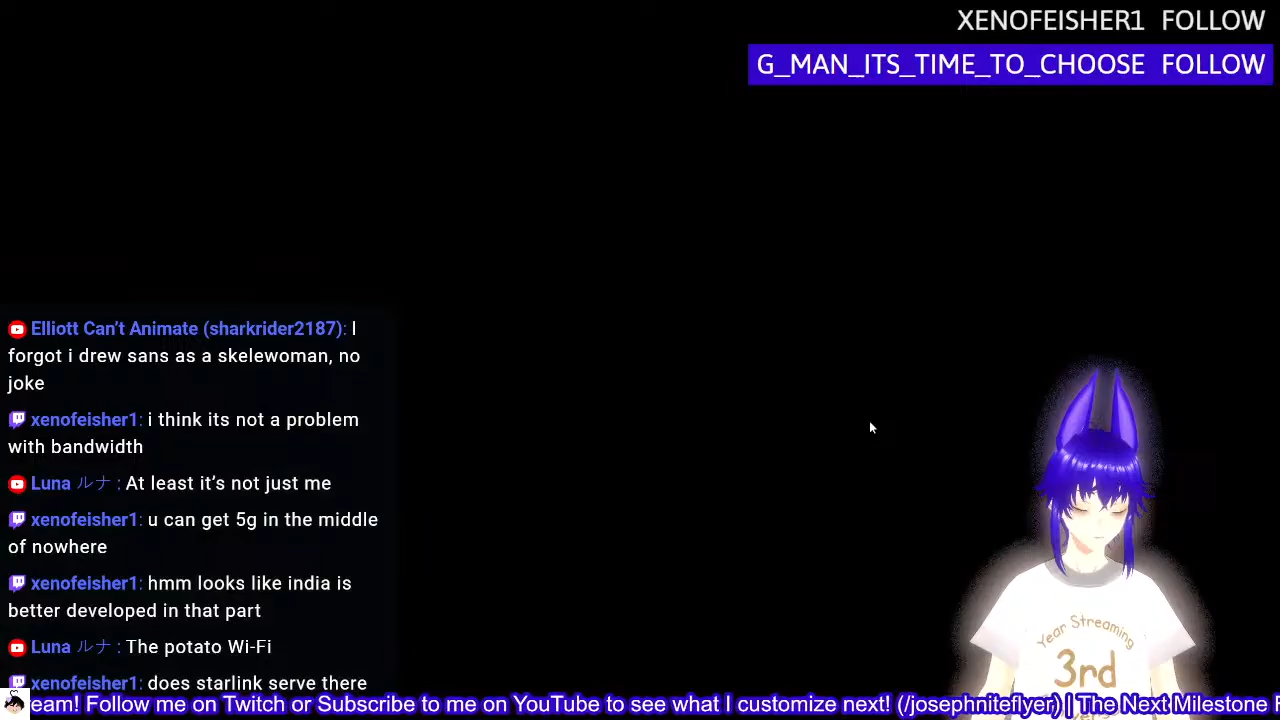 XENOFEISHER1 FOLLOW
G_MAN_ITS_TIME_TO_CHOOSE FOLLOW
Elliott Can't Animate (sharkrider2187): I
forgot i drew sans as a skelewoman, no
joke
xenofeisher1: i think its not a problem
with bandwidth
Luna ルナ : At least it's not just me
xenofeisher1: u can get 5g in the middle
of nowhere
xenofeisher1: hmm looks like india is
better developed in that part
Luna ルナ : The potato Wi-Fi
xenofeisher1: does starlink serve there
Year Streaming
3rd
eam! Follow me on Twitch or Subscribe to me on YouTube to see what I customize next! (/josephniteflyer) | The Next Milestone